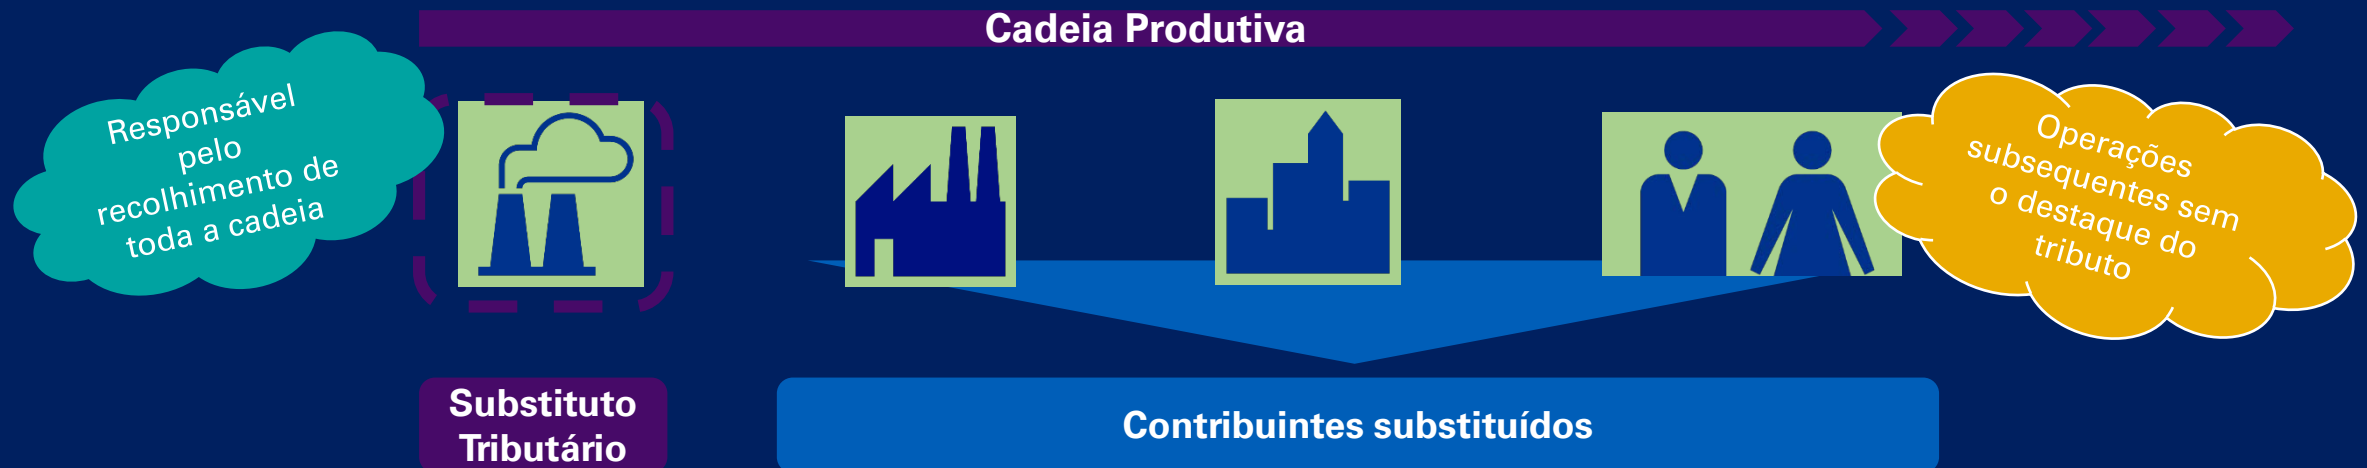 Cadeia Produtiva
Responsável
pelo
recolhimento de
toda a cadeia
Operações
subsequentes sem
o destaque do
tributo
Substituto
Tributário
Contribuintes substituídos